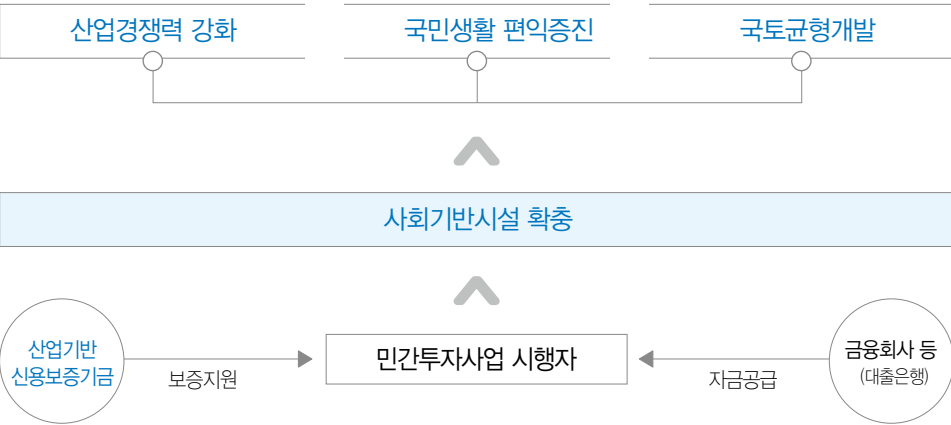 산업경쟁력 강화
국민생활 편익증진
국토균형개발
사회기반시설 확충
산업기반
신용보증기금
보증지원
민간투자사업 시행자
자금공급
금융회사 등
(대출은행)